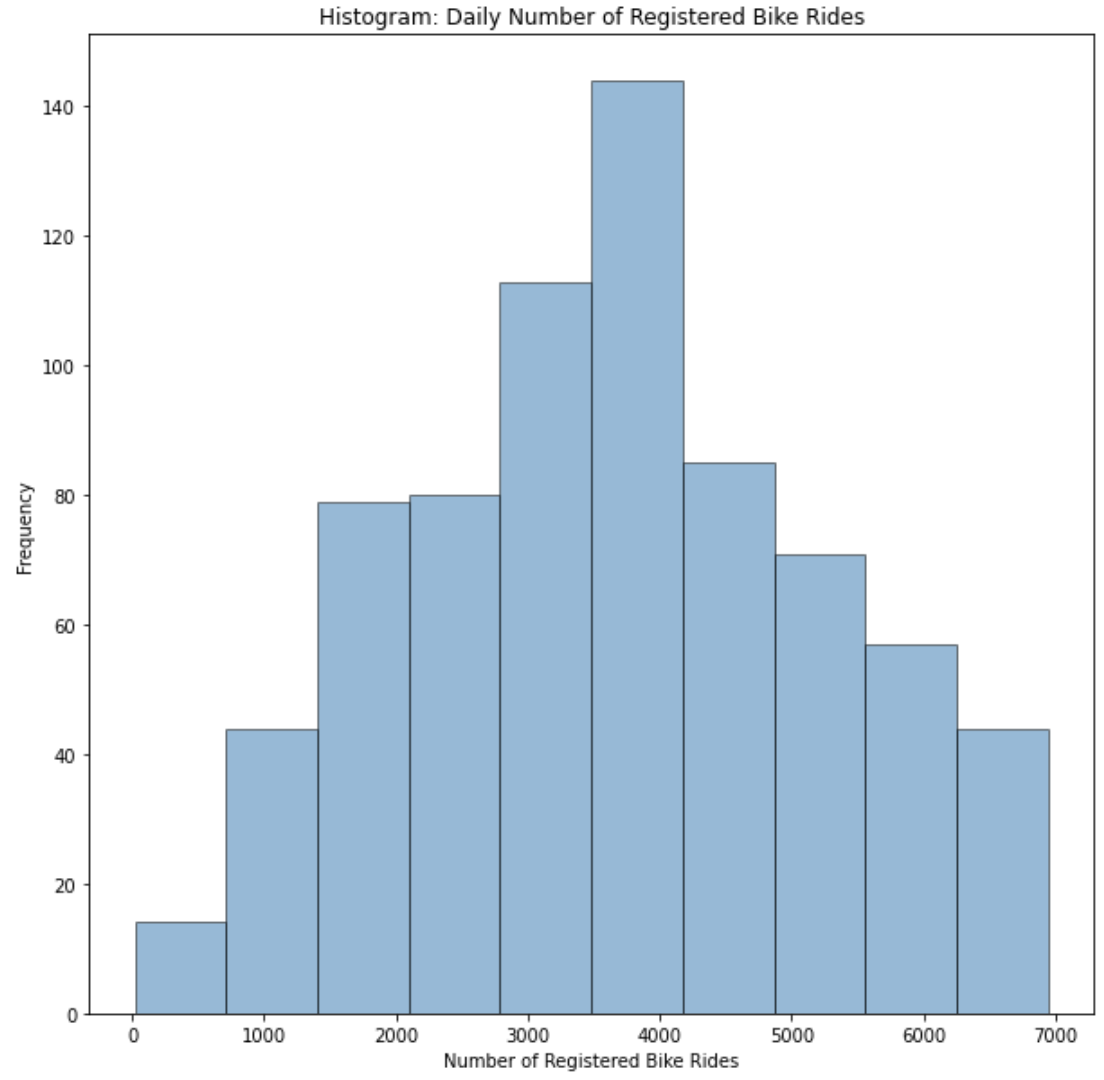 Histogram: Daily Number of Registered Bike Rides
140
120
100
80
60
40
20
0
Frequency
0 1000 2000 3000 4000 5000 6000 7000
Number of Registered Bike Rides